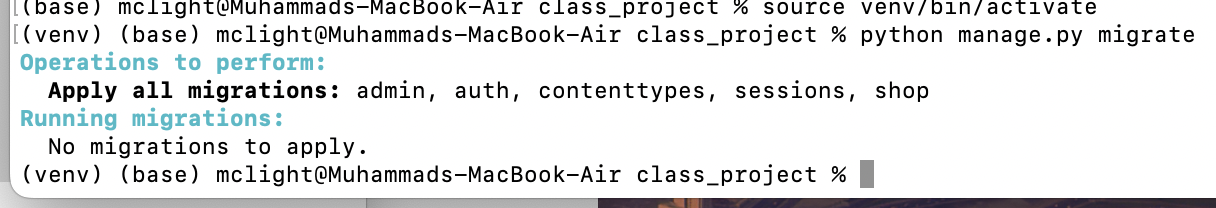 [(base) mclight@Muhammads-MacBook-Air class_project % source venv/bin/activate
[(venv) (base) mclight@Muhammads-MacBook-Air class_project % python manage.py migrate
Operations to perform:
  Apply all migrations: admin, auth, contenttypes, sessions, shop
Running migrations:
  No migrations to apply.
(venv) (base) mclight@Muhammads-MacBook-Air class_project %